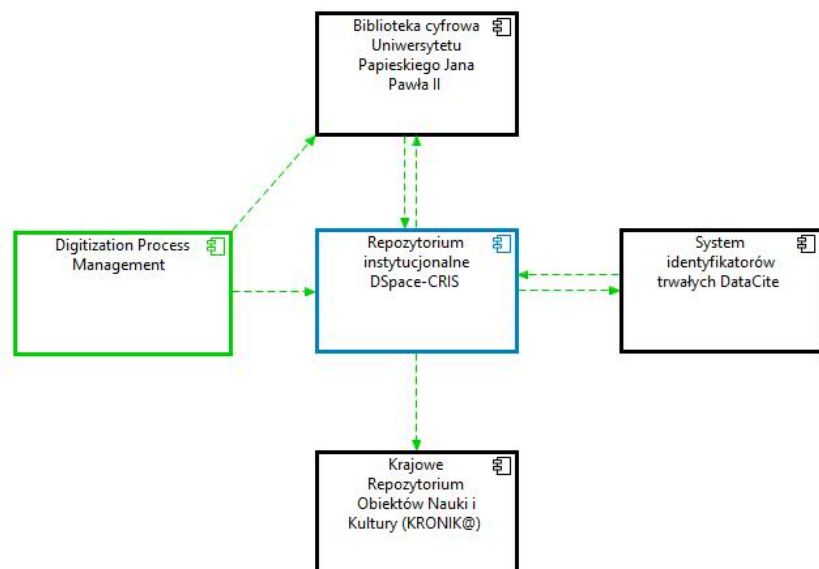 Biblioteka cyfrowa
Uniwersytetu
Papieskiego Jana
Pawła II
Digitization Process
Management
Repozytorium
instytucjonalne
DSpace-CRIS
System
identyfikatorów
trwałych DataCite
Krajowe
Repozytorium
Obiektów Nauki i
Kultury (KRONIK@)